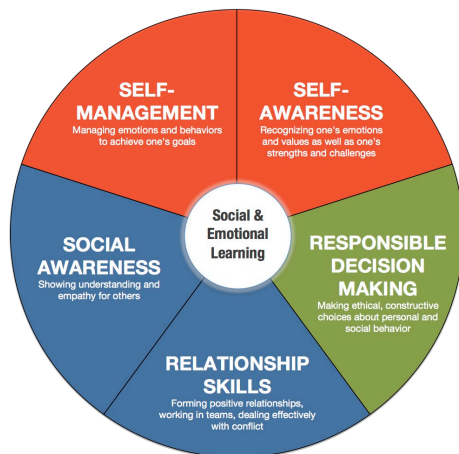 SELF-
MANAGEMENT
Managing emotions and behaviors
to achieve one's goals
SELF-
AWARENESS
Recognizing one's emotions
and values as well as one's
strengths and challenges
Social &
Emotional
Learning
SOCIAL
AWARENESS
Showing understanding and
empathy for others
RESPONSIBLE
DECISION
MAKING
Making ethical, constructive
choices about personal and
social behavior
RELATIONSHIP
SKILLS
Forming positive relationships,
working in teams, dealing effectively
with conflict